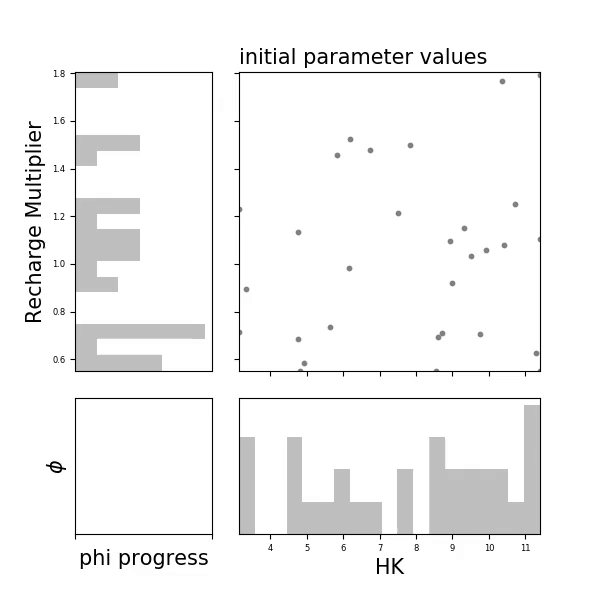 initial parameter values
Recharge Multiplier
1.8
1.6
1.4
1.2
1.0
0.8
0.6
ϕ
phi progress
4 5 6 7 8 9 10 11
HK